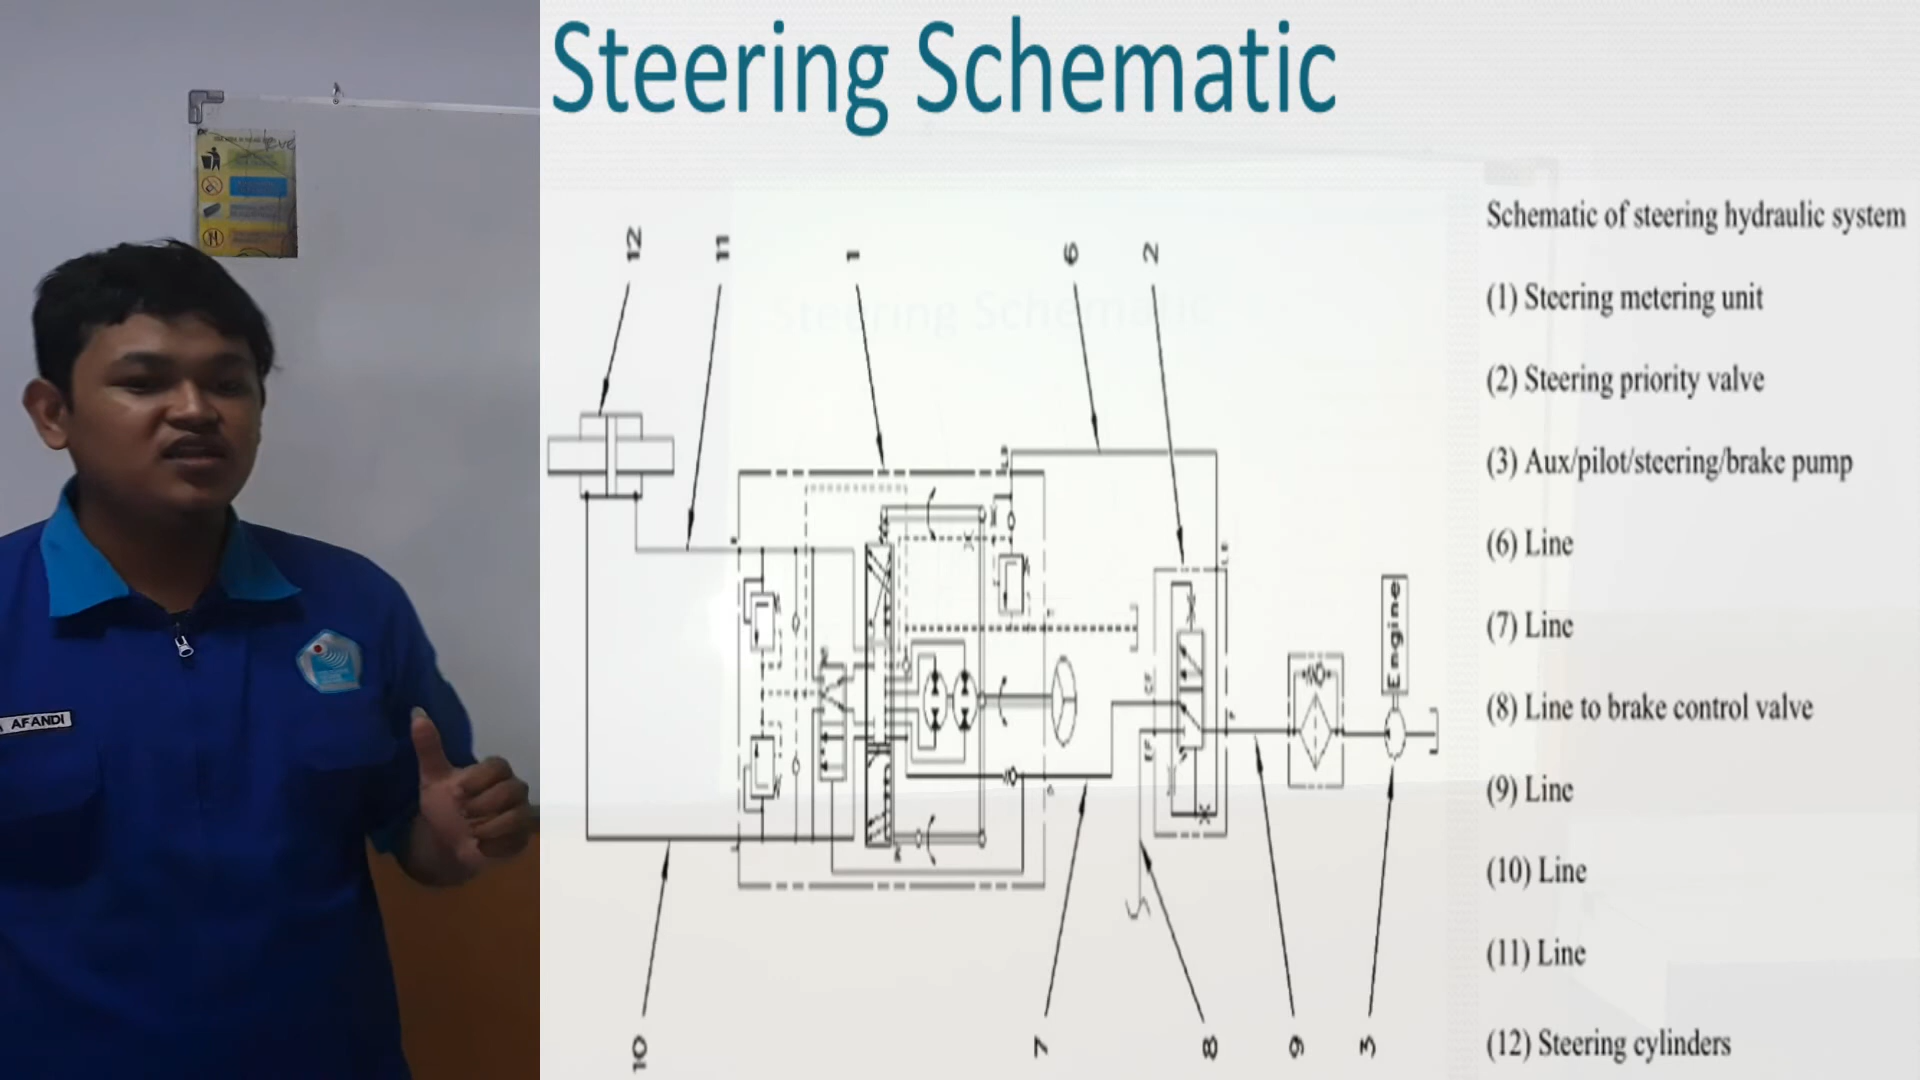 Steering Schematic
Schematic of steering hydraulic system
(1) Steering metering unit
(2) Steering priority valve
(3) Aux/pilot/steering/brake pump
(6) Line
(7) Line
(8) Line to brake control valve
(9) Line
(10) Line
(11) Line
(12) Steering cylinders
12
11
1
6
2
Engine
10
7
8
9
3
AFANDI
Steering Schematic